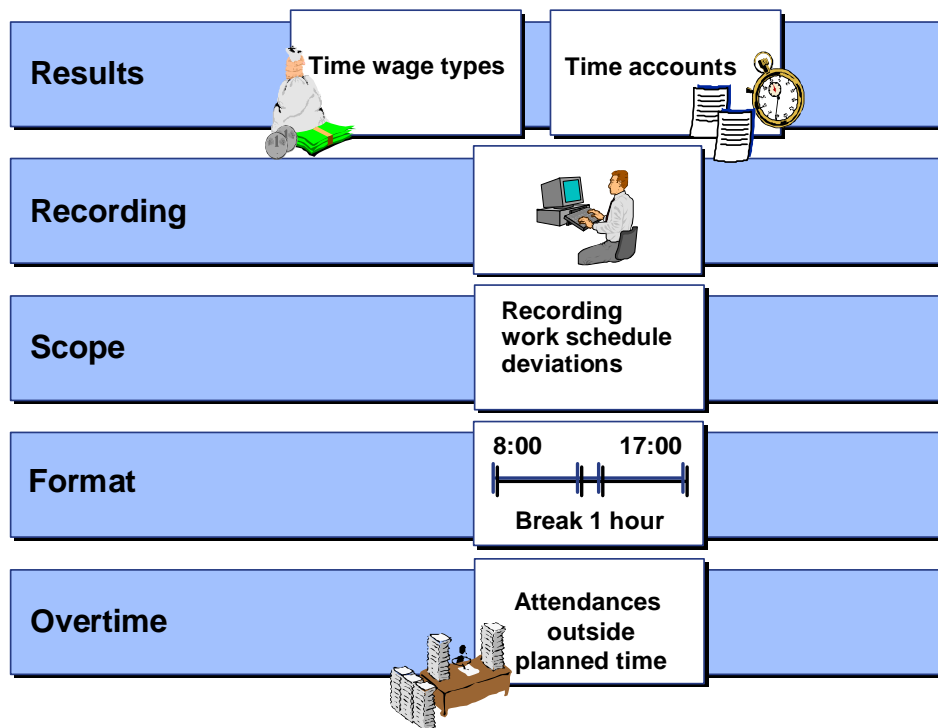 Results
Time wage types
Time accounts
Recording
Scope
Recording
work schedule
deviations
Format
8:00 17:00
Break 1 hour
Overtime
Attendances
outside
planned time